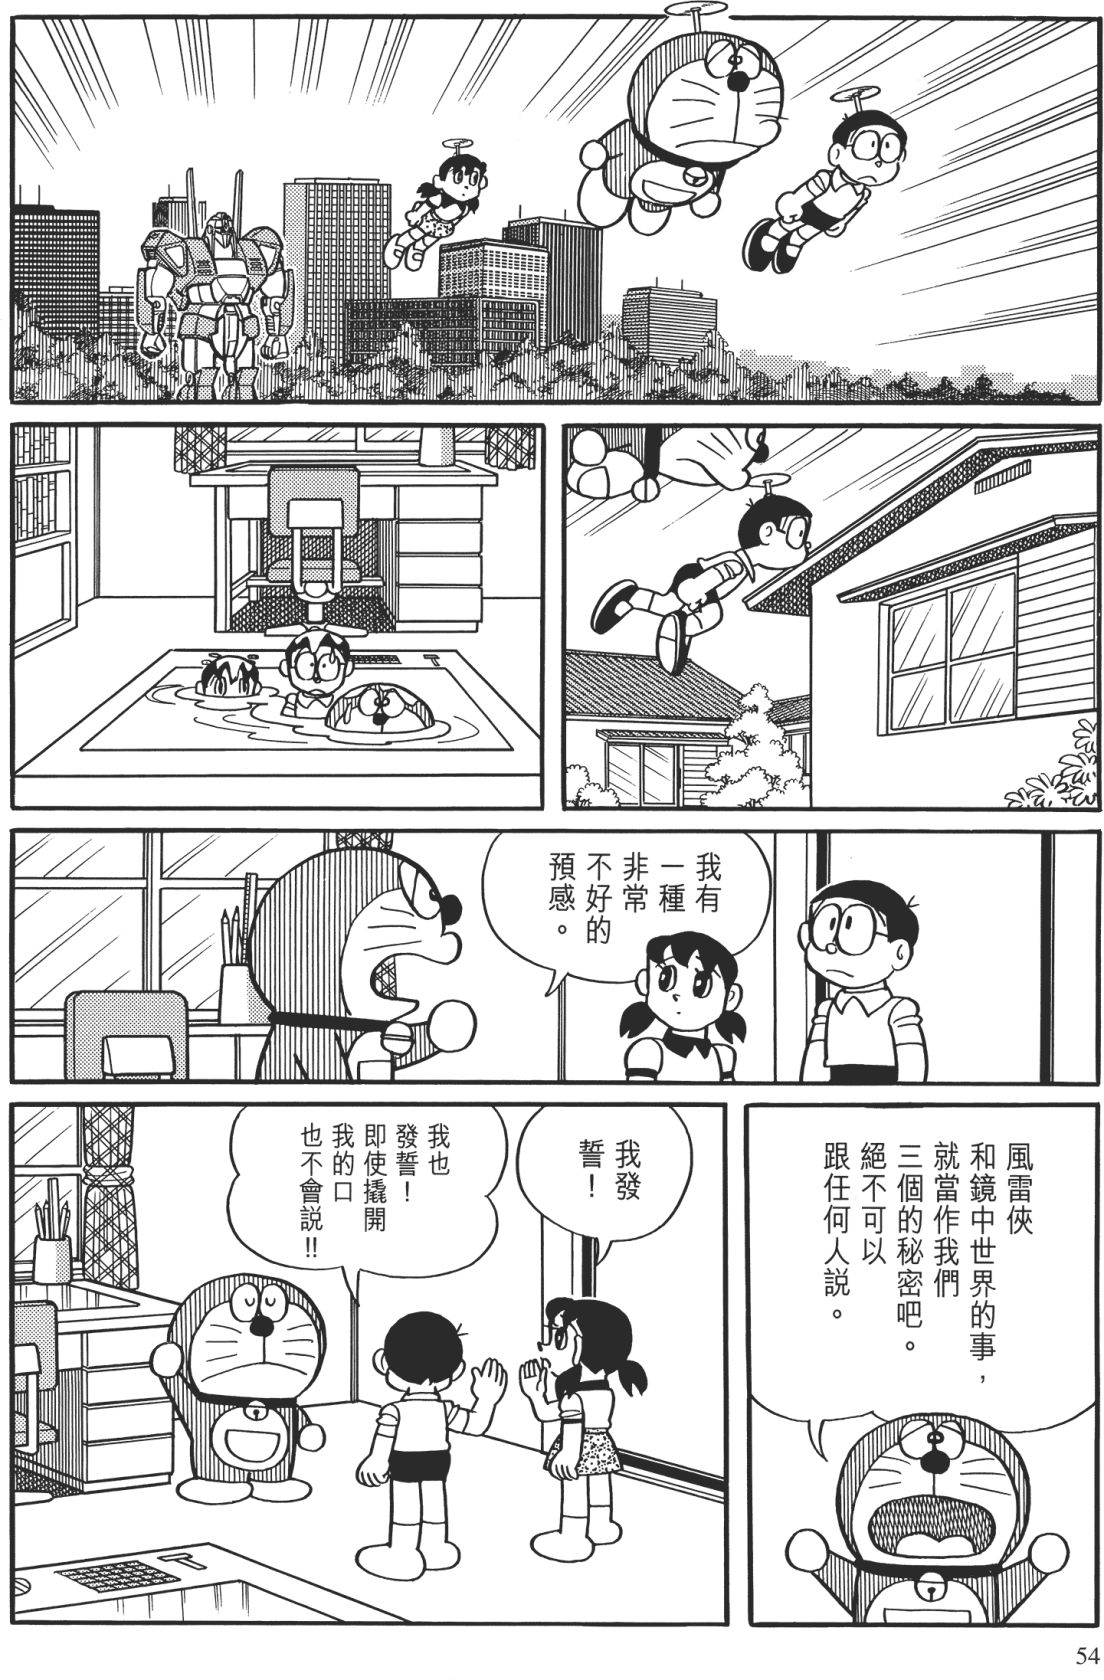 我有
一種
非常
不好的
預感。
風雷俠
和鏡中世界的事，
就當作我們
三個的秘密吧。
絕不可以
跟任何人說。
我發
誓！
我也
發誓！
即使撬開
我的口
也不會說!!
54